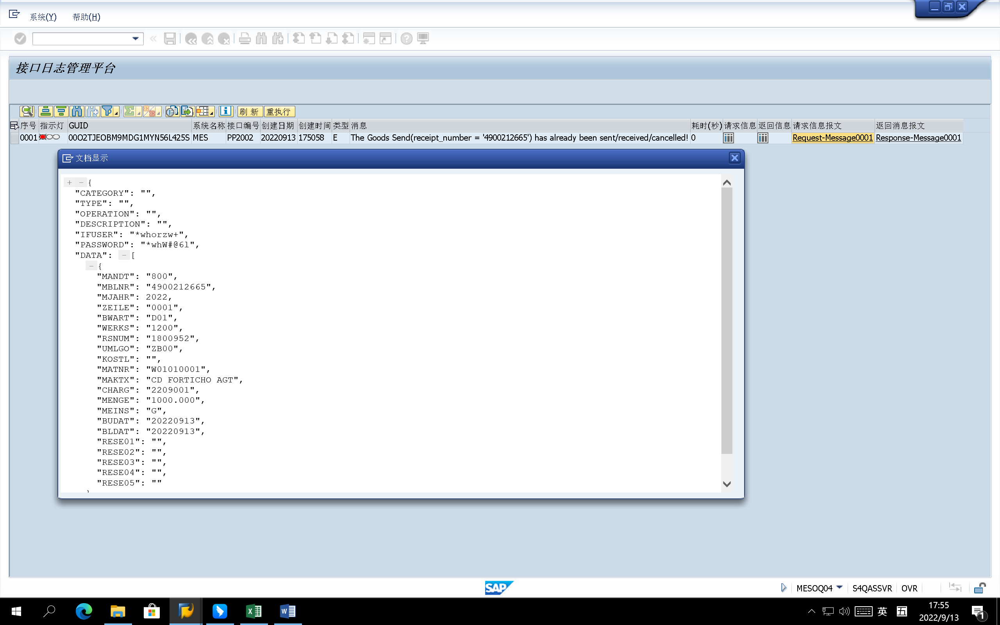 系统(Y) 帮助(H)
接口日志管理平台
刷 新 重执行
序号 指示灯 GUID 系统名称 接口编号 创建日期 创建时间 类型 消息 耗时(秒) 请求信息 返回信息 请求信息报文 返回消息报文
0001 00O2TJEOBM9MDG1MYN56L425S MES PP2002 20220913 175058 E The Goods Send(receipt_number = '4900212665') has already been sent/received/cancelled! 0 Request-Message0001 Response-Message0001
文档显示
+ - {
"CATEGORY": "",
"TYPE": "",
"OPERATION": "",
"DESCRIPTION": "",
"IFUSER": "*whorzw+",
"PASSWORD": "*whW#@6l",
"DATA": - [
- {
"MANDT": "800",
"MBLNR": "4900212665",
"MJAHR": 2022,
"ZEILE": "0001",
"BWART": "D01",
"WERKS": "1200",
"RSNUM": "1800952",
"UMLGO": "ZB00",
"KOSTL": "",
"MATNR": "W01010001",
"MAKTX": "CD FORTICHO AGT",
"CHARG": "2209001",
"MENGE": "1000.000",
"MEINS": "G",
"BUDAT": "20220913",
"BLDAT": "20220913",
"RESE01": "",
"RESE02": "",
"RESE03": "",
"RESE04": "",
"RESE05": ""
SAP
MESOQ04 S4QASSVR OVR
英 五 17:55
2022/9/13 1